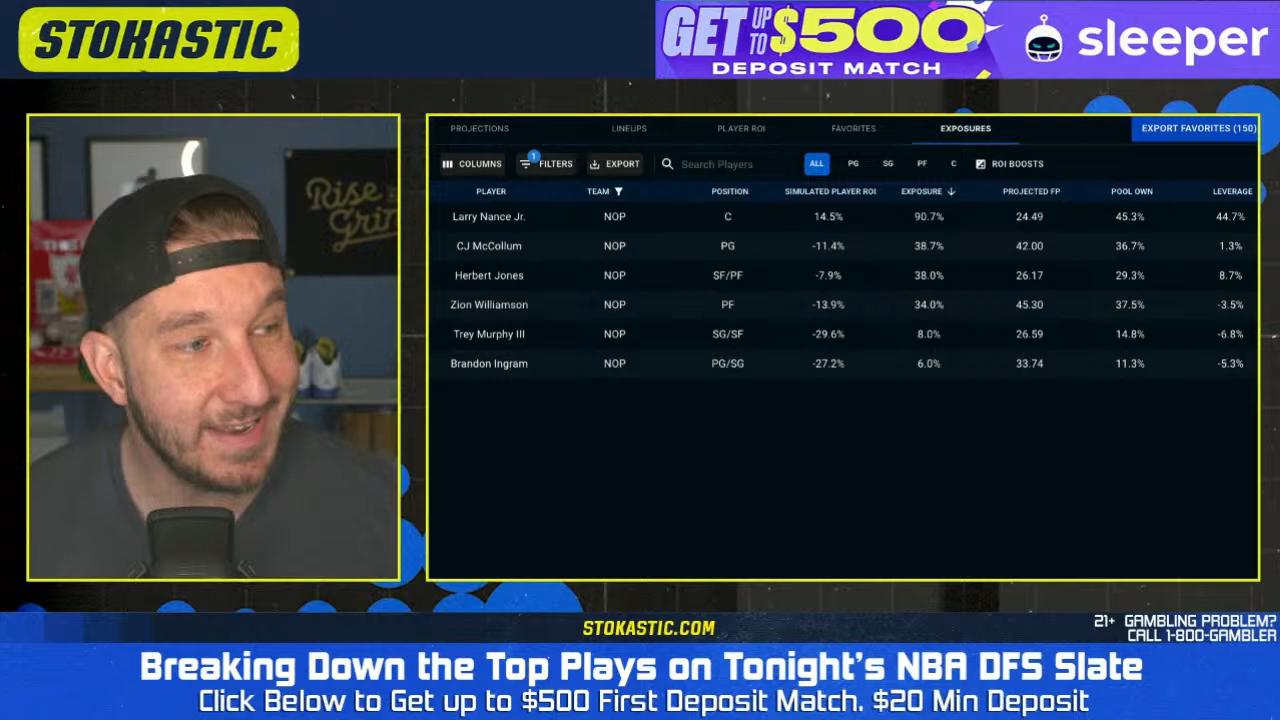 STOKASTIC
GET UP TO $500
DEPOSIT MATCH
sleeper
Rise
Grin
PROJECTIONS LINEUPS PLAYER ROI FAVORITES EXPOSURES EXPORT FAVORITES (150)
COLUMNS 1 FILTERS EXPORT Search Players ALL PG SG PF C ROI BOOSTS
PLAYER TEAM POSITION SIMULATED PLAYER ROI EXPOSURE PROJECTED FP POOL OWN LEVERAGE
Larry Nance Jr. NOP C 14.5% 90.7% 24.49 45.3% 44.7%
CJ McCollum NOP PG -11.4% 38.7% 42.00 36.7% 1.3%
Herbert Jones NOP SF/PF -7.9% 38.0% 26.17 29.3% 8.7%
Zion Williamson NOP PF -13.9% 34.0% 45.30 37.5% -3.5%
Trey Murphy III NOP SG/SF -29.6% 8.0% 26.59 14.8% -6.8%
Brandon Ingram NOP PG/SG -27.2% 6.0% 33.74 11.3% -5.3%
STOKASTIC.COM
21+ GAMBLING PROBLEM?
CALL 1-800-GAMBLER
Breaking Down the Top Plays on Tonight's NBA DFS Slate
Click Below to Get up to $500 First Deposit Match. $20 Min Deposit